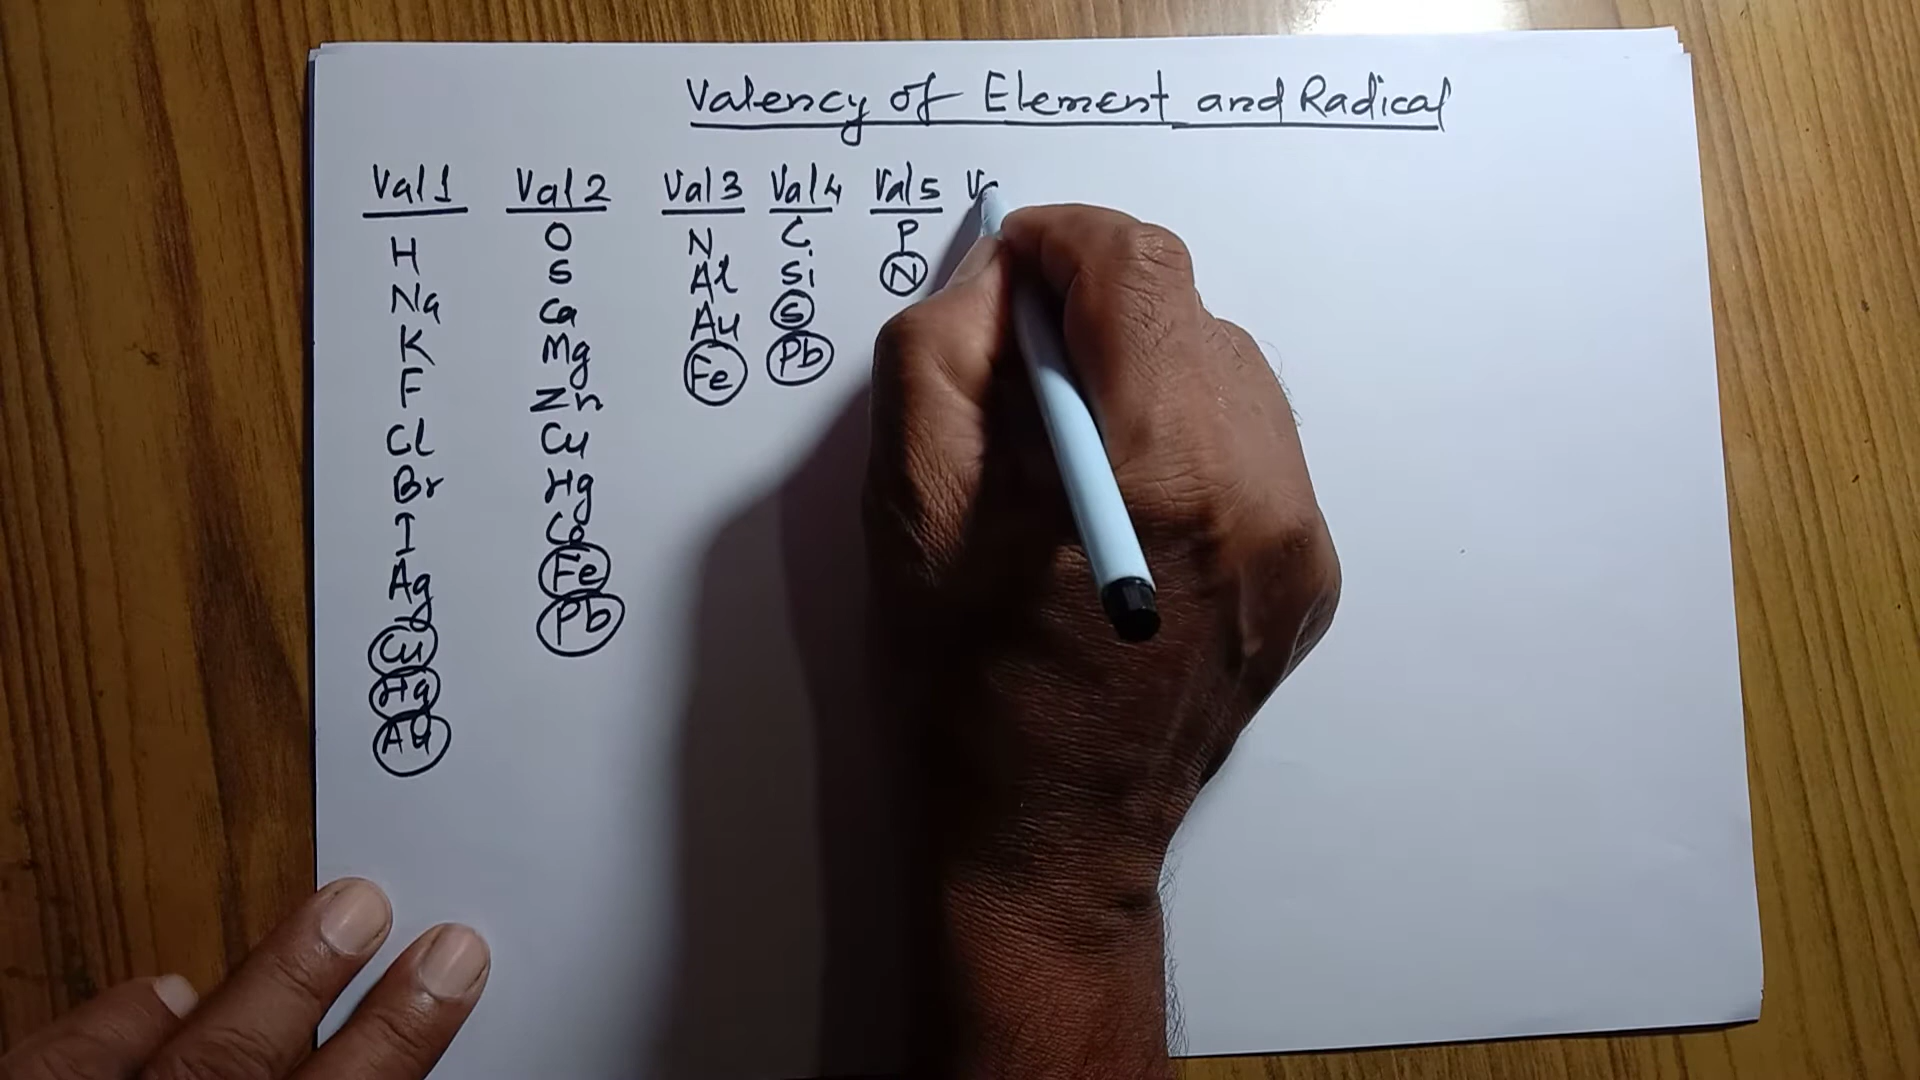 Valency of Element and Radical
Val 1 Val 2 Val 3 Val 4 Val 5 Va
H
Na
K
F
Cl
Br
I
Ag
Cu
Hg
Au
O
S
Ca
Mg
Zn
Cu
Hg
Co
Fe
Pb
N
Al
Au
Fe
C
Si
S
Pb
P
N